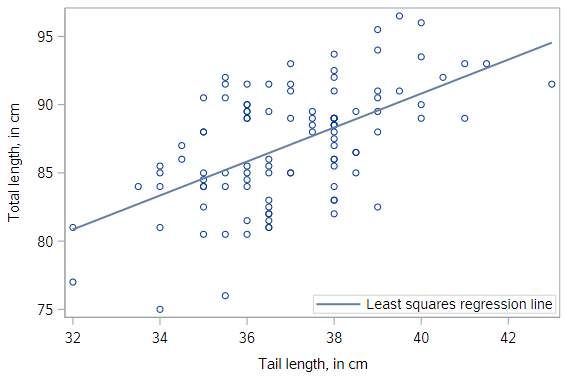 95
90
85
80
75
Total length, in cm
Least squares regression line
32 34 36 38 40 42
Tail length, in cm